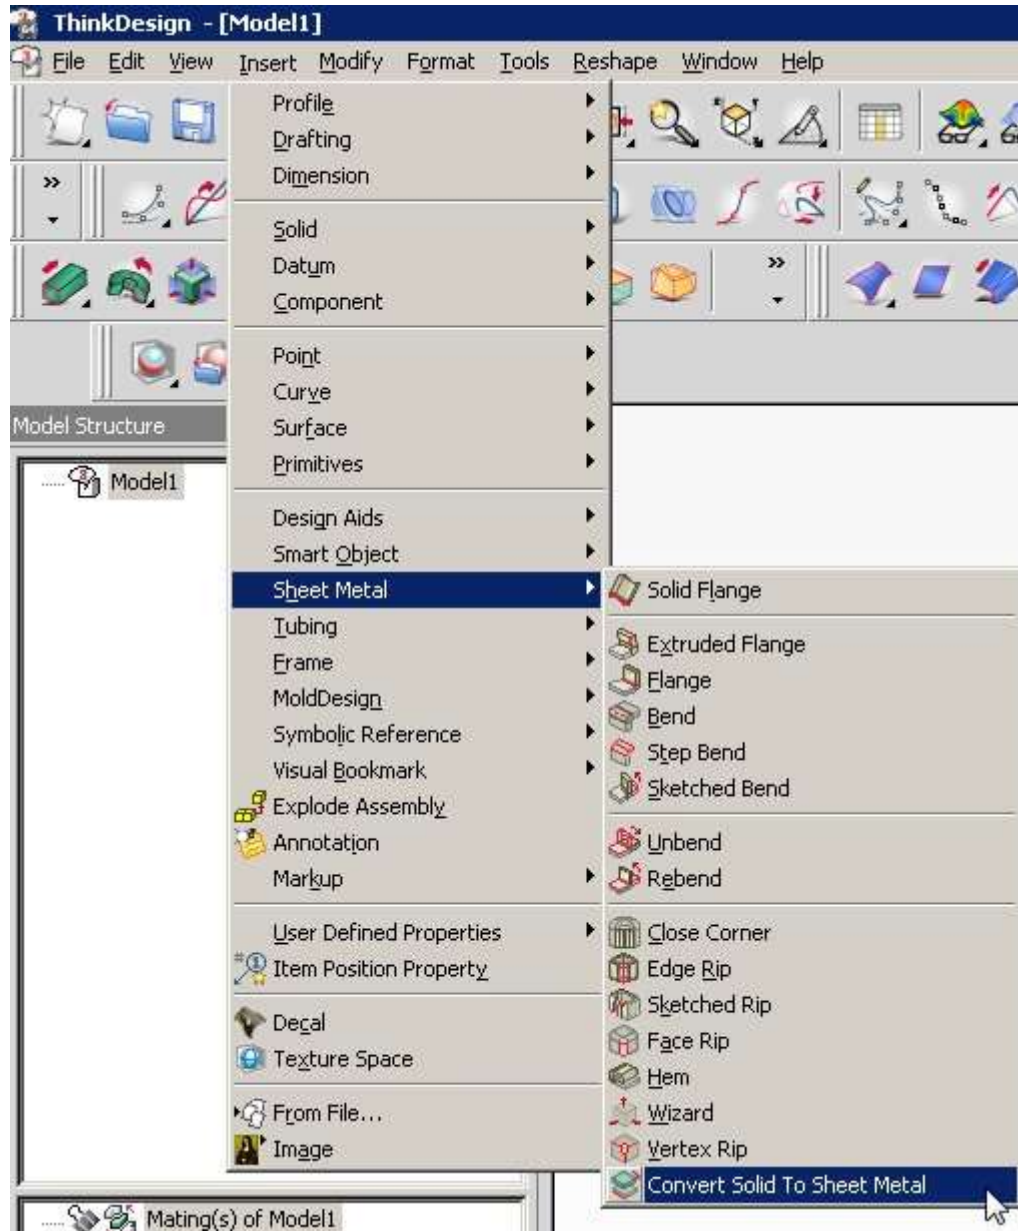 ThinkDesign - [Model1]
File Edit View Insert Modify Format Tools Reshape Window Help
Profile
Drafting
Dimension
Solid
Datum
Component
Point
Curve
Surface
Primitives
Design Aids
Smart Object
Sheet Metal
Tubing
Frame
MoldDesign
Symbolic Reference
Visual Bookmark
Explode Assembly
Annotation
Markup
User Defined Properties
Item Position Property
Decal
Texture Space
From File...
Image
Solid Flange
Extruded Flange
Flange
Bend
Step Bend
Sketched Bend
Unbend
Rebend
Close Corner
Edge Rip
Sketched Rip
Face Rip
Hem
Wizard
Vertex Rip
Convert Solid To Sheet Metal
Model Structure
Model1
Mating(s) of Model1